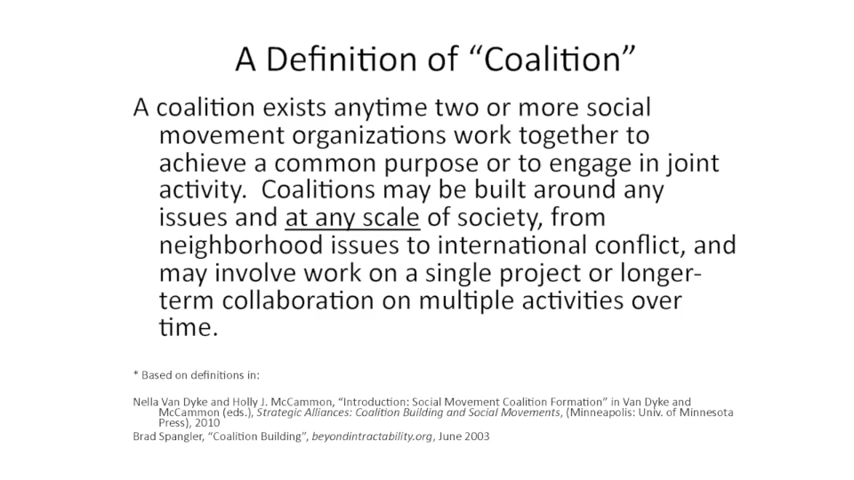 A Definition of “Coalition”
A coalition exists anytime two or more social
movement organizations work together to
achieve a common purpose or to engage in joint
activity.  Coalitions may be built around any
issues and at any scale of society, from
neighborhood issues to international conflict, and
may involve work on a single project or longer-
term collaboration on multiple activities over
time.
* Based on definitions in:
Nella Van Dyke and Holly J. McCammon, “Introduction: Social Movement Coalition Formation” in Van Dyke and
McCammon (eds.), Strategic Alliances: Coalition Building and Social Movements, (Minneapolis: Univ. of Minnesota
Press), 2010
Brad Spangler, “Coalition Building”, beyondintractability.org, June 2003